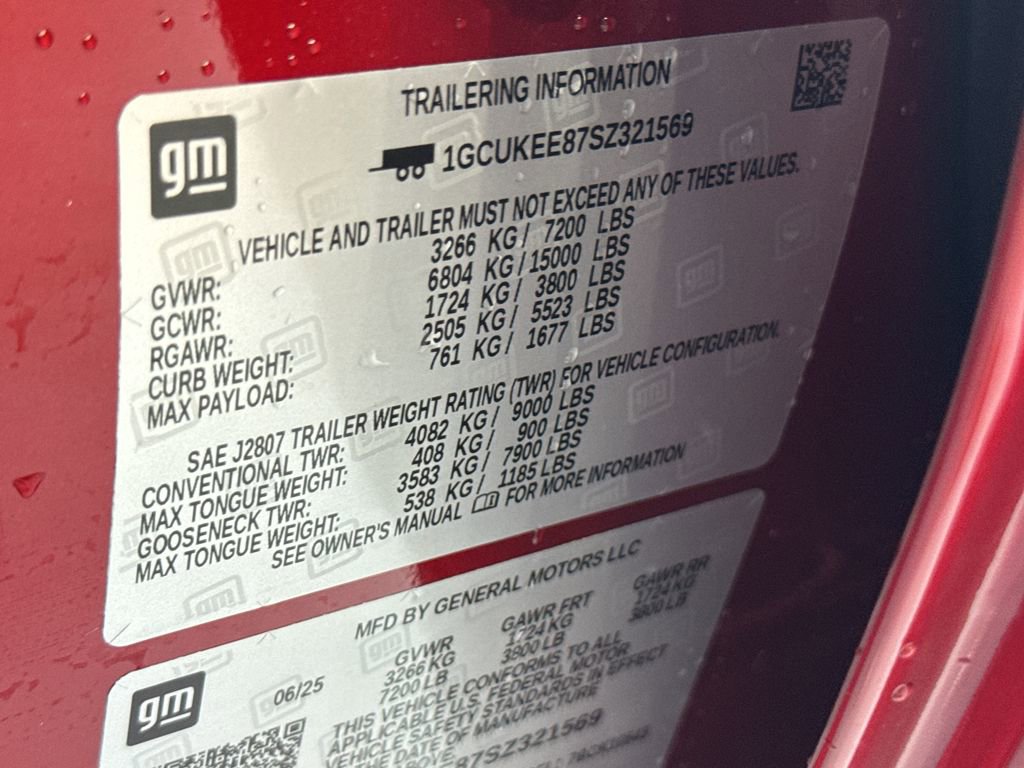 TRAILERING INFORMATION
gm
1GCUKEE87SZ321569
VEHICLE AND TRAILER MUST NOT EXCEED ANY OF THESE VALUES.
GVWR: 3266 KG/ 7200 LBS
GCWR: 6804 KG/15000 LBS
RGAWR: 1724 KG/ 3800 LBS
CURB WEIGHT: 2505 KG/ 5523 LBS
MAX PAYLOAD: 761 KG/ 1677 LBS
SAE J2807 TRAILER WEIGHT RATING (TWR) FOR VEHICLE CONFIGURATION.
CONVENTIONAL TWR: 4082 KG/ 9000 LBS
MAX TONGUE WEIGHT: 408 KG/ 900 LBS
GOOSENECK TWR: 3583 KG/ 7900 LBS
MAX TONGUE WEIGHT: 538 KG/ 1185 LBS
SEE OWNER'S MANUAL FOR MORE INFORMATION
MFD BY GENERAL MOTORS LLC
gm
06/25
GVWR GAWR FRT GAWR RR
3266 KG 1724 KG 1724 KG
7200 LB 3800 LB 3800 LB
THIS VEHICLE CONFORMS TO ALL
APPLICABLE U.S. FEDERAL MOTOR
VEHICLE SAFETY STANDARDS IN EFFECT
THE DATE OF MANUFACTURE
ABOVE.
87SZ321569